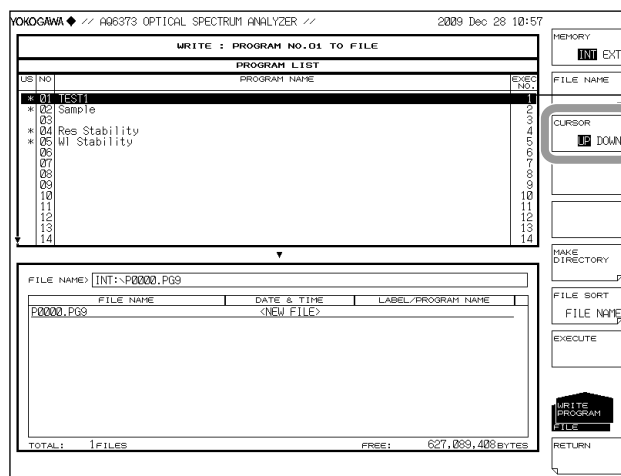 YOKOGAWA ◆ // AQ6373 OPTICAL SPECTRUM ANALYZER // 2009 Dec 28 10:57
WRITE : PROGRAM NO.01 TO FILE
PROGRAM LIST
US NO PROGRAM NAME EXEC NO.
* 01 TEST1 1
* 02 Sample 2
03 3
* 04 Res Stability 4
* 05 Wl Stability 5
06 6
07 7
08 8
09 9
10 10
11 11
12 12
13 13
14 14
FILE NAME> INT:\P0000.PG9
FILE NAME DATE & TIME LABEL/PROGRAM NAME
P0000.PG9 <NEW FILE>
TOTAL: 1 FILES FREE: 627,089,408 BYTES
MEMORY
INT EXT
FILE NAME
CURSOR
UP DOWN
MAKE
DIRECTORY
FILE SORT
FILE NAME
EXECUTE
WRITE
PROGRAM
FILE
RETURN